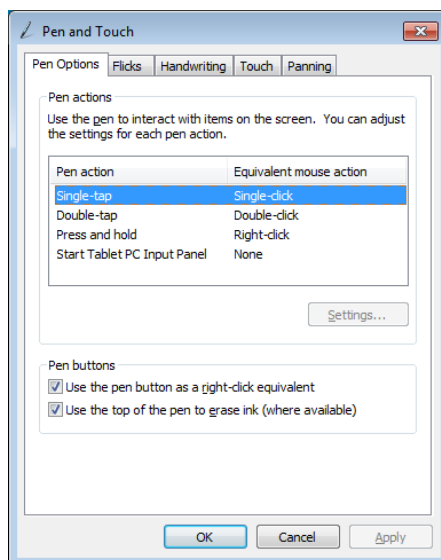 Pen and Touch
Pen Options Flicks Handwriting Touch Panning
Pen actions
Use the pen to interact with items on the screen. You can adjust
the settings for each pen action.
Pen action Equivalent mouse action
Single-tap Single-click
Double-tap Double-click
Press and hold Right-click
Start Tablet PC Input Panel None
Settings...
Pen buttons
Use the pen button as a right-click equivalent
Use the top of the pen to erase ink (where available)
OK Cancel Apply